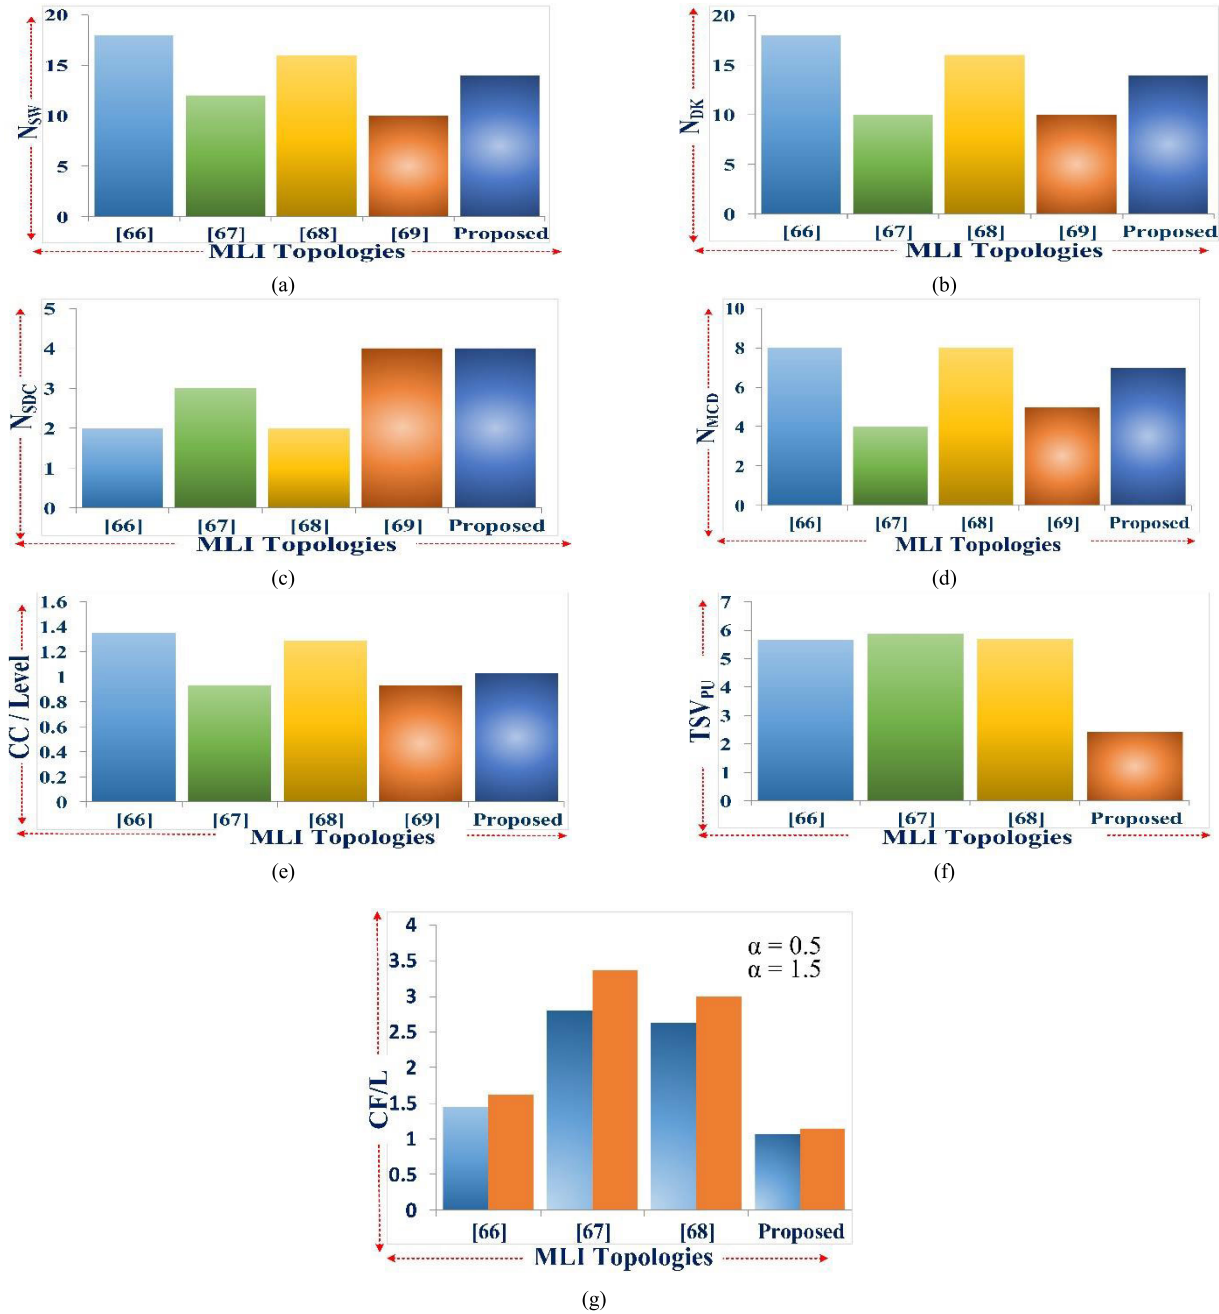 20
15
10
5
0
N_SW
[66] [67] [68] [69] Proposed
MLI Topologies
(a)
20
15
10
5
0
N_DK
[66] [67] [68] [69] Proposed
MLI Topologies
(b)
5
4
3
2
1
0
N_SDC
[66] [67] [68] [69] Proposed
MLI Topologies
(c)
10
8
6
4
2
0
N_MCD
[66] [67] [68] [69] Proposed
MLI Topologies
(d)
1.6
1.4
1.2
1
0.8
0.6
0.4
0.2
0
CC / Level
[66] [67] [68] [69] Proposed
MLI Topologies
(e)
7
6
5
4
3
2
1
0
TSV_PU
[66] [67] [68] Proposed
MLI Topologies
(f)
4
3.5
3
2.5
2
1.5
1
0.5
0
CF/L
α = 0.5
α = 1.5
[66] [67] [68] Proposed
MLI Topologies
(g)